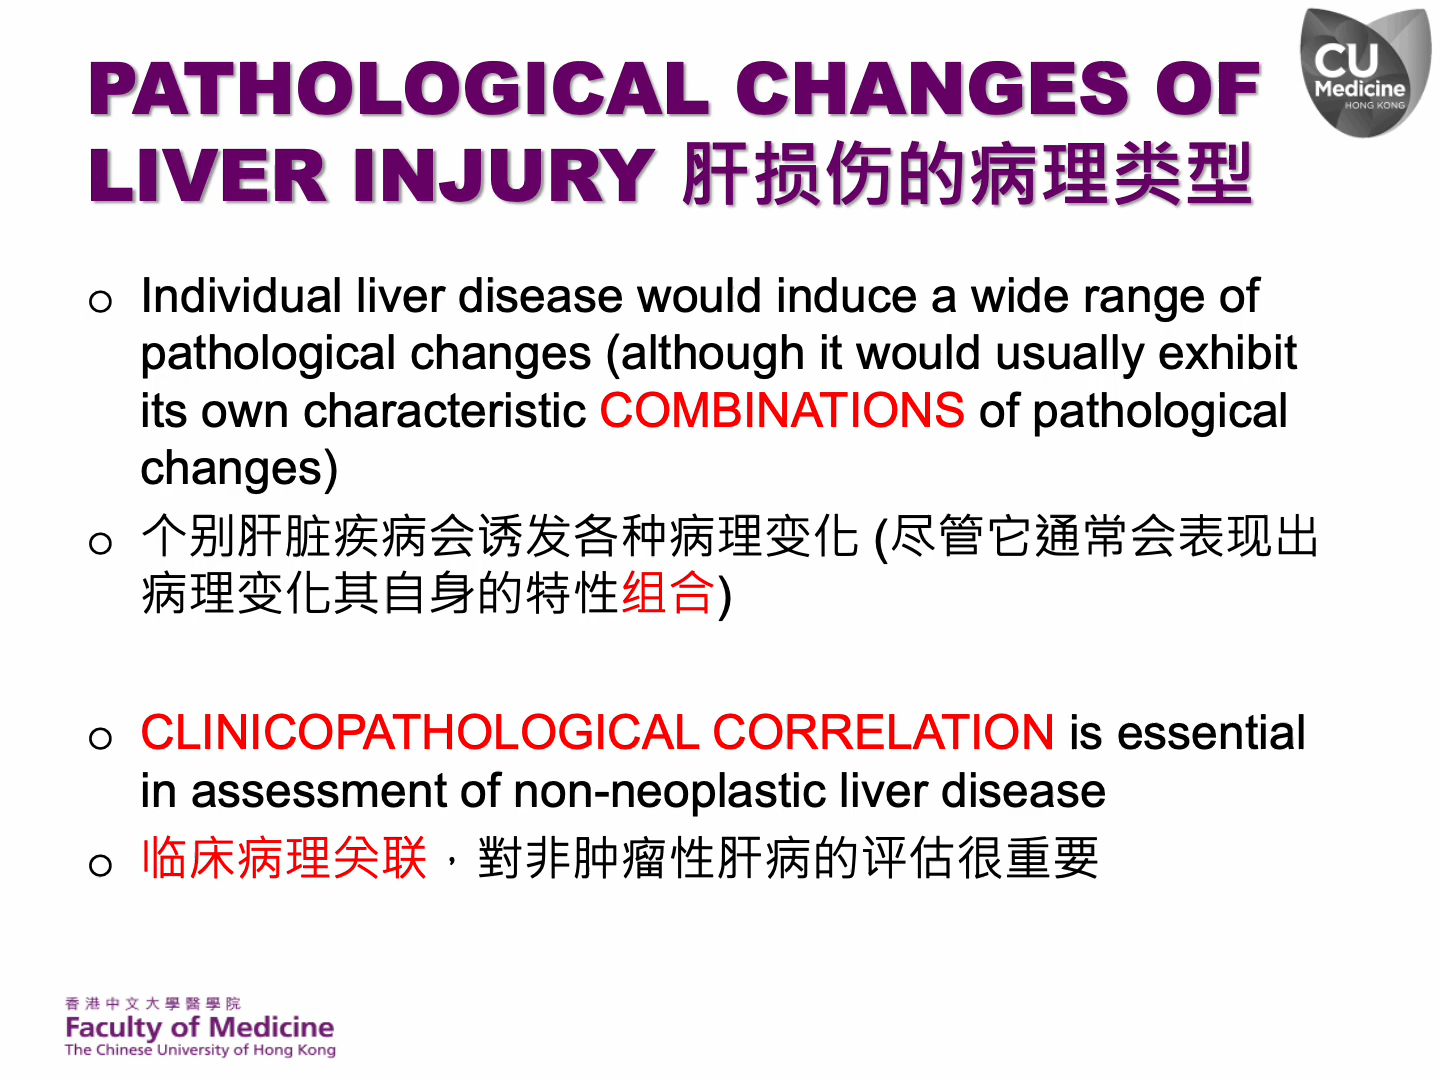 PATHOLOGICAL CHANGES OF
LIVER INJURY 肝损伤的病理类型
CU
Medicine
HONG KONG
○ Individual liver disease would induce a wide range of
pathological changes (although it would usually exhibit
its own characteristic COMBINATIONS of pathological
changes)
○ 个别肝脏疾病会诱发各种病理变化 (尽管它通常会表现出
病理变化其自身的特性组合)
○ CLINICOPATHOLOGICAL CORRELATION is essential
in assessment of non-neoplastic liver disease
○ 临床病理关联，對非肿瘤性肝病的评估很重要
香港中文大學醫學院
Faculty of Medicine
The Chinese University of Hong Kong